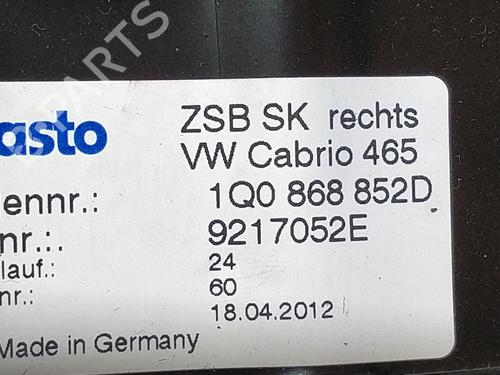 PARTS
asto
ZSB SK rechts
VW Cabrio 465
ennr.: 1Q0 868 852D
nr.:. 9217052E
lauf.: 24
nr.: 60
18.04.2012
Made in Germany